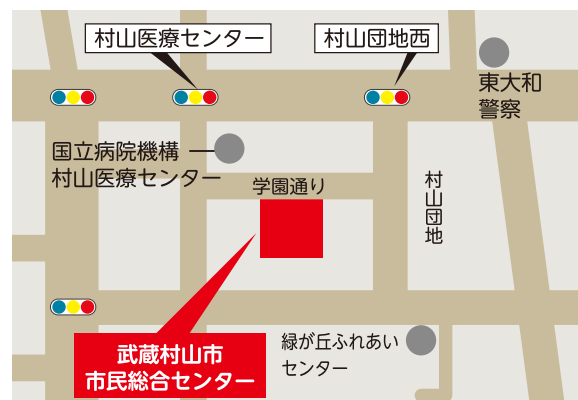 村山医療センター
村山団地西
東大和
警察
国立病院機構
村山医療センター
学園通り
村山団地
武蔵村山市
市民総合センター
緑が丘ふれあい
センター